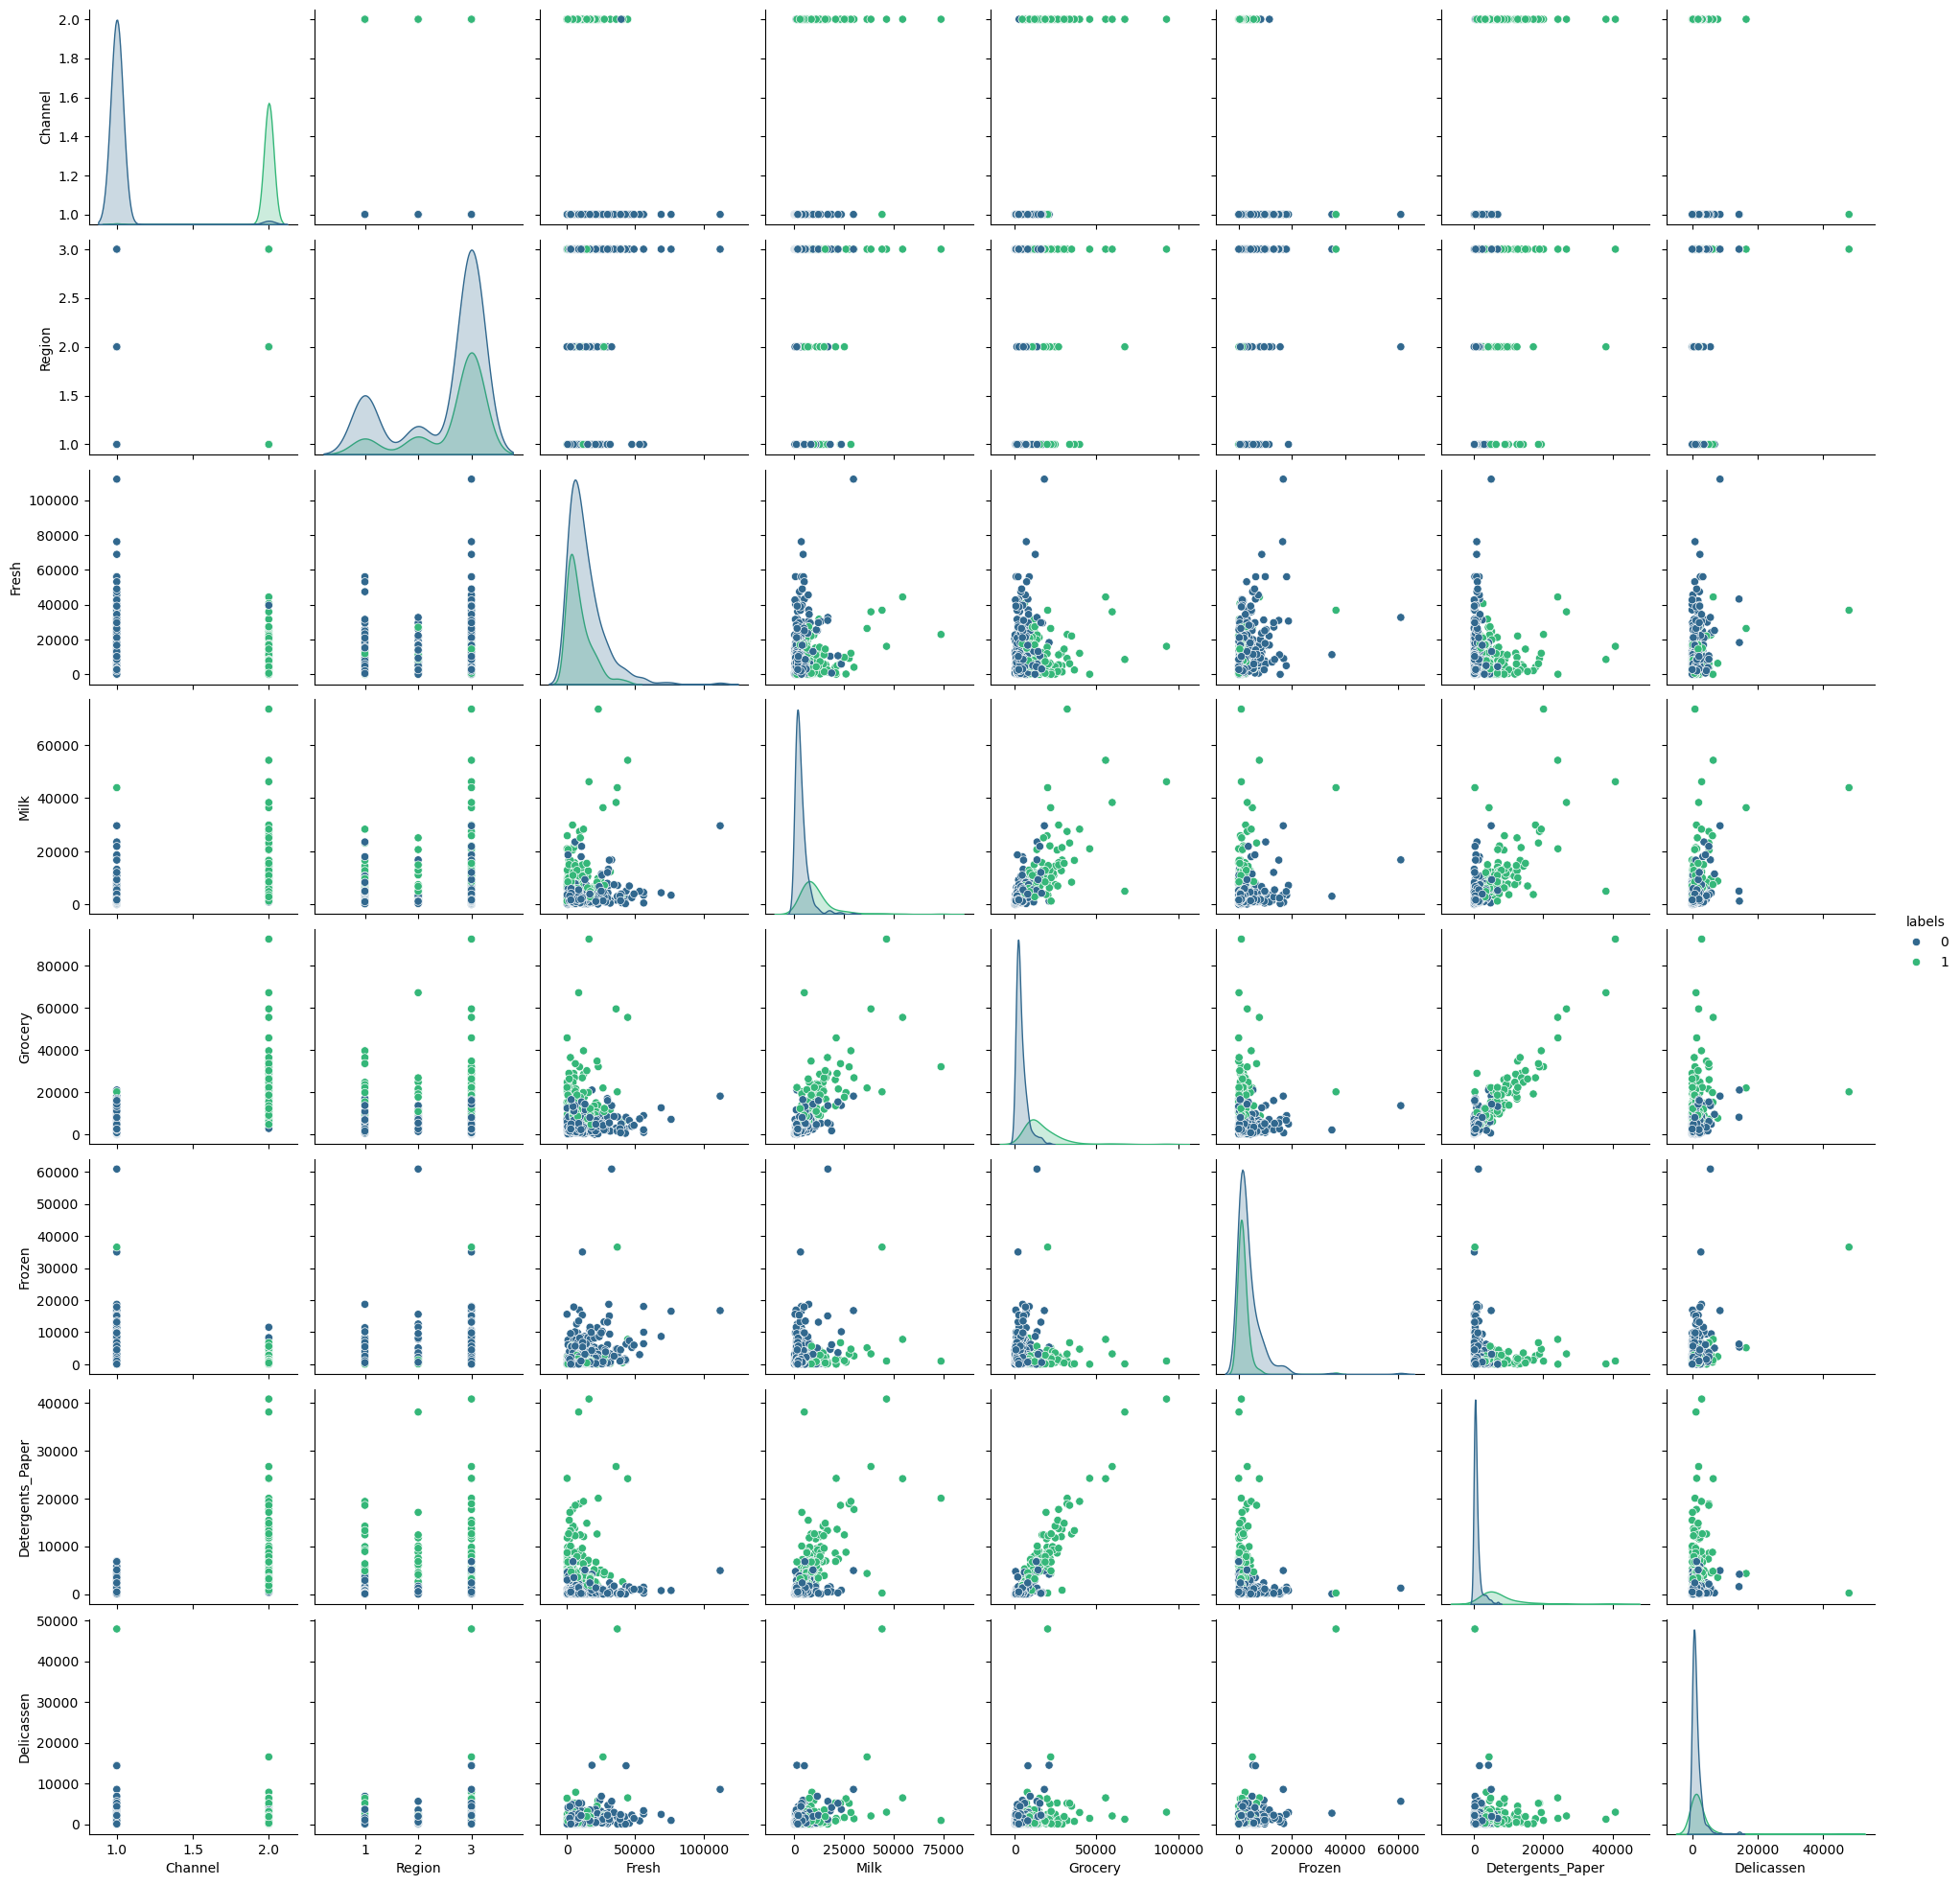 2.0
1.8
1.6
1.4
1.2
1.0
Channel
3.0
2.5
2.0
1.5
1.0
Region
100000
80000
60000
40000
20000
0
Fresh
60000
40000
20000
0
Milk
80000
60000
40000
20000
0
Grocery
labels
0
1
60000
50000
40000
30000
20000
10000
0
Frozen
40000
30000
20000
10000
0
Detergents_Paper
50000
40000
30000
20000
10000
0
Delicassen
1.0 1.5 2.0
1 2 3
0 100000
0 25000 50000 75000
0 50000 100000
0 20000 40000 60000
0 20000 40000
0 20000 40000
Channel Region Fresh Milk Grocery Frozen Detergents_Paper Delicassen